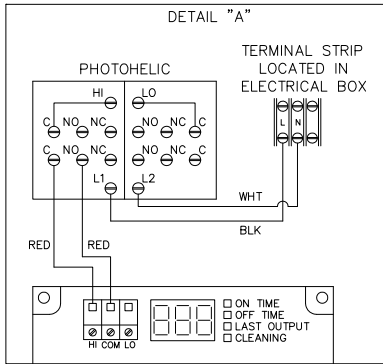 DETAIL "A"
TERMINAL STRIP
LOCATED IN
ELECTRICAL BOX
PHOTOHELIC
HI LO
C NO NC NO NC C
C NO NC NO NC C
L1 L2
L N
WHT
BLK
RED RED
HI COM LO
888
ON TIME
OFF TIME
LAST OUTPUT
CLEANING